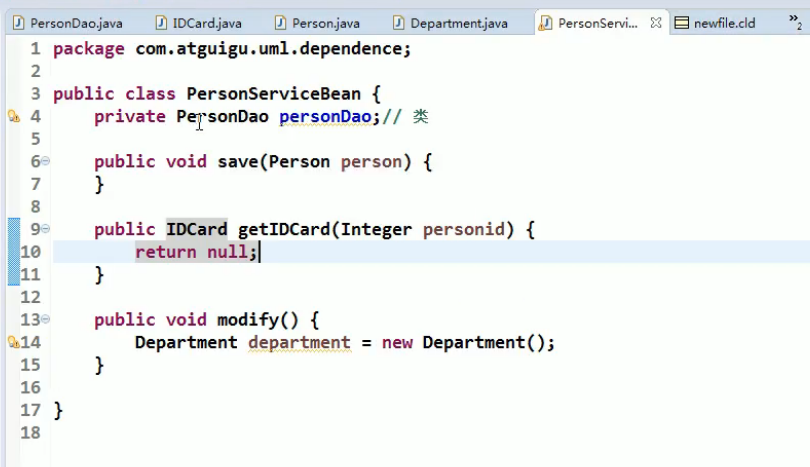 PersonDao.java IDCard.java Person.java Department.java PersonServi... newfile.cld »2
1 package com.atguigu.uml.dependence;
2
3 public class PersonServiceBean {
4 private PersonDao personDao;// 类
5
6 public void save(Person person) {
7 }
8
9 public IDCard getIDCard(Integer personid) {
10 return null;
11 }
12
13 public void modify() {
14 Department department = new Department();
15 }
16
17 }
18